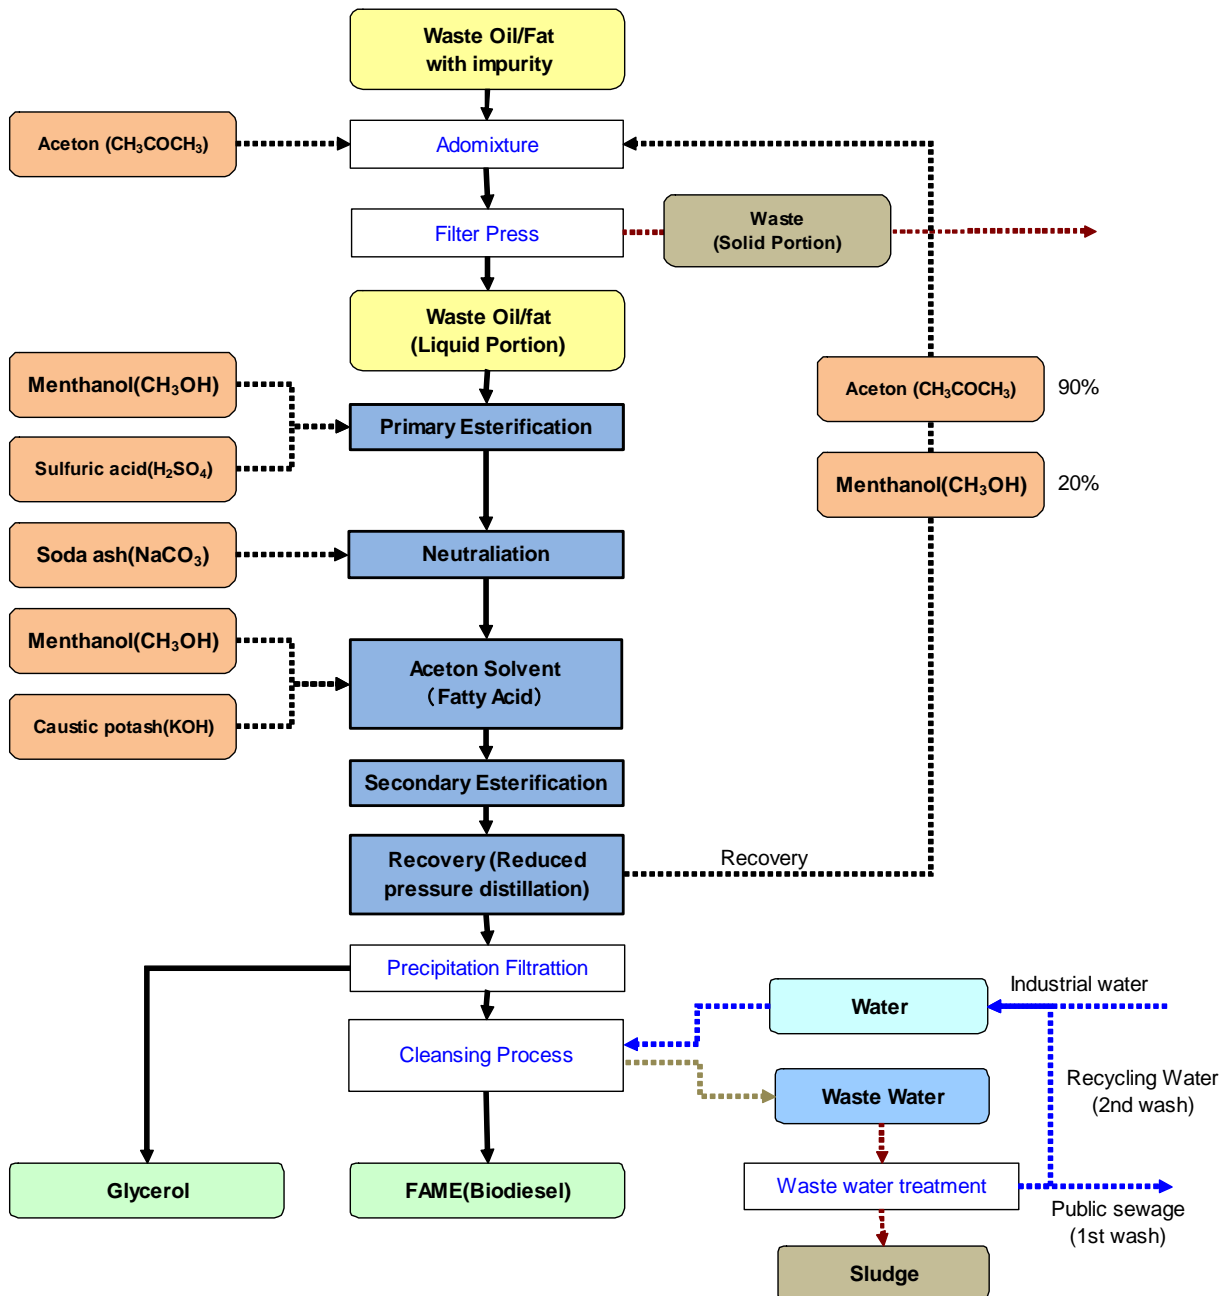 Waste Oil/Fat
with impurity
Aceton (CH₃COCH₃)
Adomixture
Filter Press
Waste
(Solid Portion)
Waste Oil/fat
(Liquid Portion)
Menthanol(CH₃OH)
Sulfuric acid(H₂SO₄)
Primary Esterification
Aceton (CH₃COCH₃)
90%
Menthanol(CH₃OH)
20%
Soda ash(NaCO₃)
Neutraliation
Menthanol(CH₃OH)
Caustic potash(KOH)
Aceton Solvent
(Fatty Acid)
Secondary Esterification
Recovery (Reduced
pressure distillation)
Recovery
Precipitation Filtrattion
Industrial water
Water
Cleansing Process
Recycling Water
(2nd wash)
Waste Water
Glycerol
FAME(Biodiesel)
Waste water treatment
Public sewage
(1st wash)
Sludge